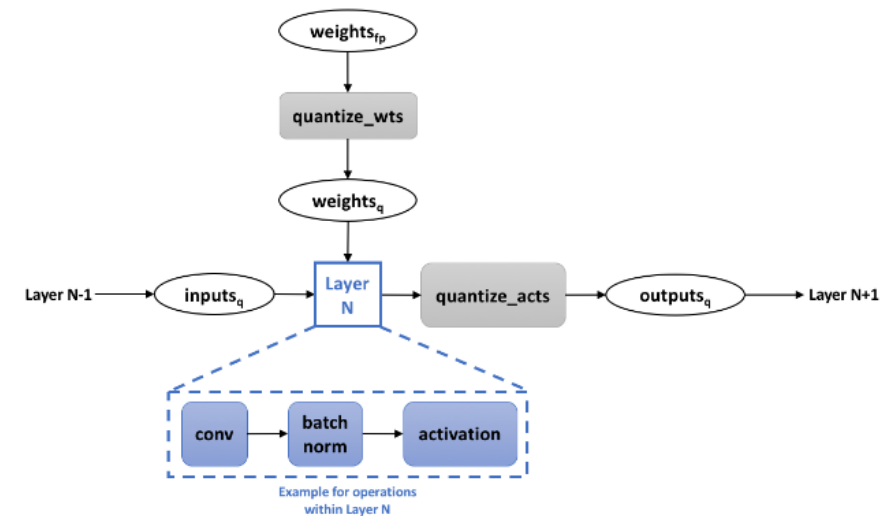 weightsfp
quantize_wts
weightsq
Layer N-1
inputsq
Layer
N
quantize_acts
outputsq
Layer N+1
conv
batch
norm
activation
Example for operations
within Layer N